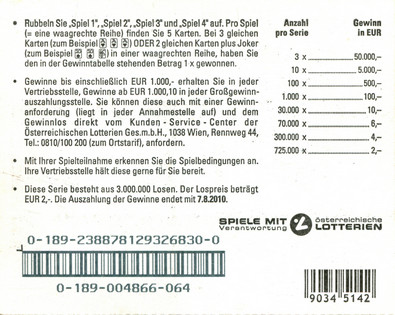 • Rubbeln Sie „Spiel 1", „Spiel 2", „Spiel 3" und „Spiel 4" auf. Pro Spiel
(= eine waagrechte Reihe) finden Sie 5 Karten. Bei 3 gleichen
Karten (zum Beispiel) ODER 2 gleichen Karten plus Joker
(zum Beispiel) in einer waagrechten Reihe, haben Sie
den in der Gewinntabelle stehenden Betrag 1 x gewonnen.
• Gewinne bis einschließlich EUR 1.000,- erhalten Sie in jeder
Vertriebsstelle, Gewinne ab EUR 1.000,10 in jeder Großgewinn-
auszahlungsstelle. Sie können diese auch mit einer Gewinn-
anforderung (liegt in jeder Annahmestelle auf) und dem
Gewinnlos direkt vom Kunden - Service - Center der
Österreichischen Lotterien Ges.m.b.H., 1038 Wien, Rennweg 44,
Tel.: 0810/100 200 (zum Ortstarif), anfordern.
• Mit Ihrer Spielteilnahme erkennen Sie die Spielbedingungen an.
Ihre Vertriebsstelle hält diese gerne für Sie bereit.
• Diese Serie besteht aus 3.000.000 Losen. Der Lospreis beträgt
EUR 2,-. Die Auszahlung der Gewinne endet mit 7.8.2010.
Anzahl Gewinn
pro Serie in EUR
3 x 50.000,-
10 x 5.000,-
100 x 500,-
1.000 x 100,-
30.000 x 10,-
70.000 x 6,-
300.000 x 4,-
725.000 x 2,-
SPIELE MIT
Verantwortung
österreichische
LOTTERIEN
0-189-238878129326830-0
0-189-004866-064
9034 5142